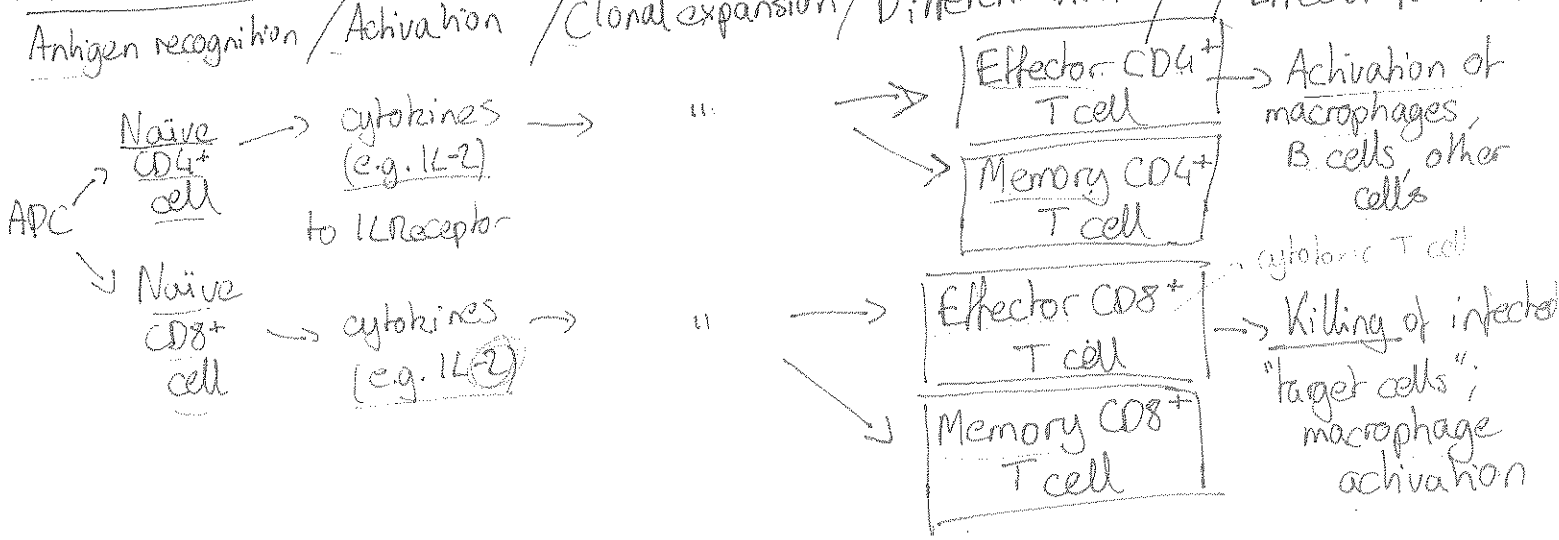 Antigen recognition / Activation / Clonal expansion /
APC
Naïve
CD4+
cell
cytokines
(e.g. IL-2)
to ILReceptor
"
Effector CD4+
T cell
Memory CD4+
T cell
Activation of
macrophages,
B cells, other
cells
Naïve
CD8+
cell
cytokines
(e.g. IL-2)
"
Effector CD8+
T cell
Memory CD8+
T cell
cytotoxic T cell
Killing of infected
"target cells";
macrophage
activation